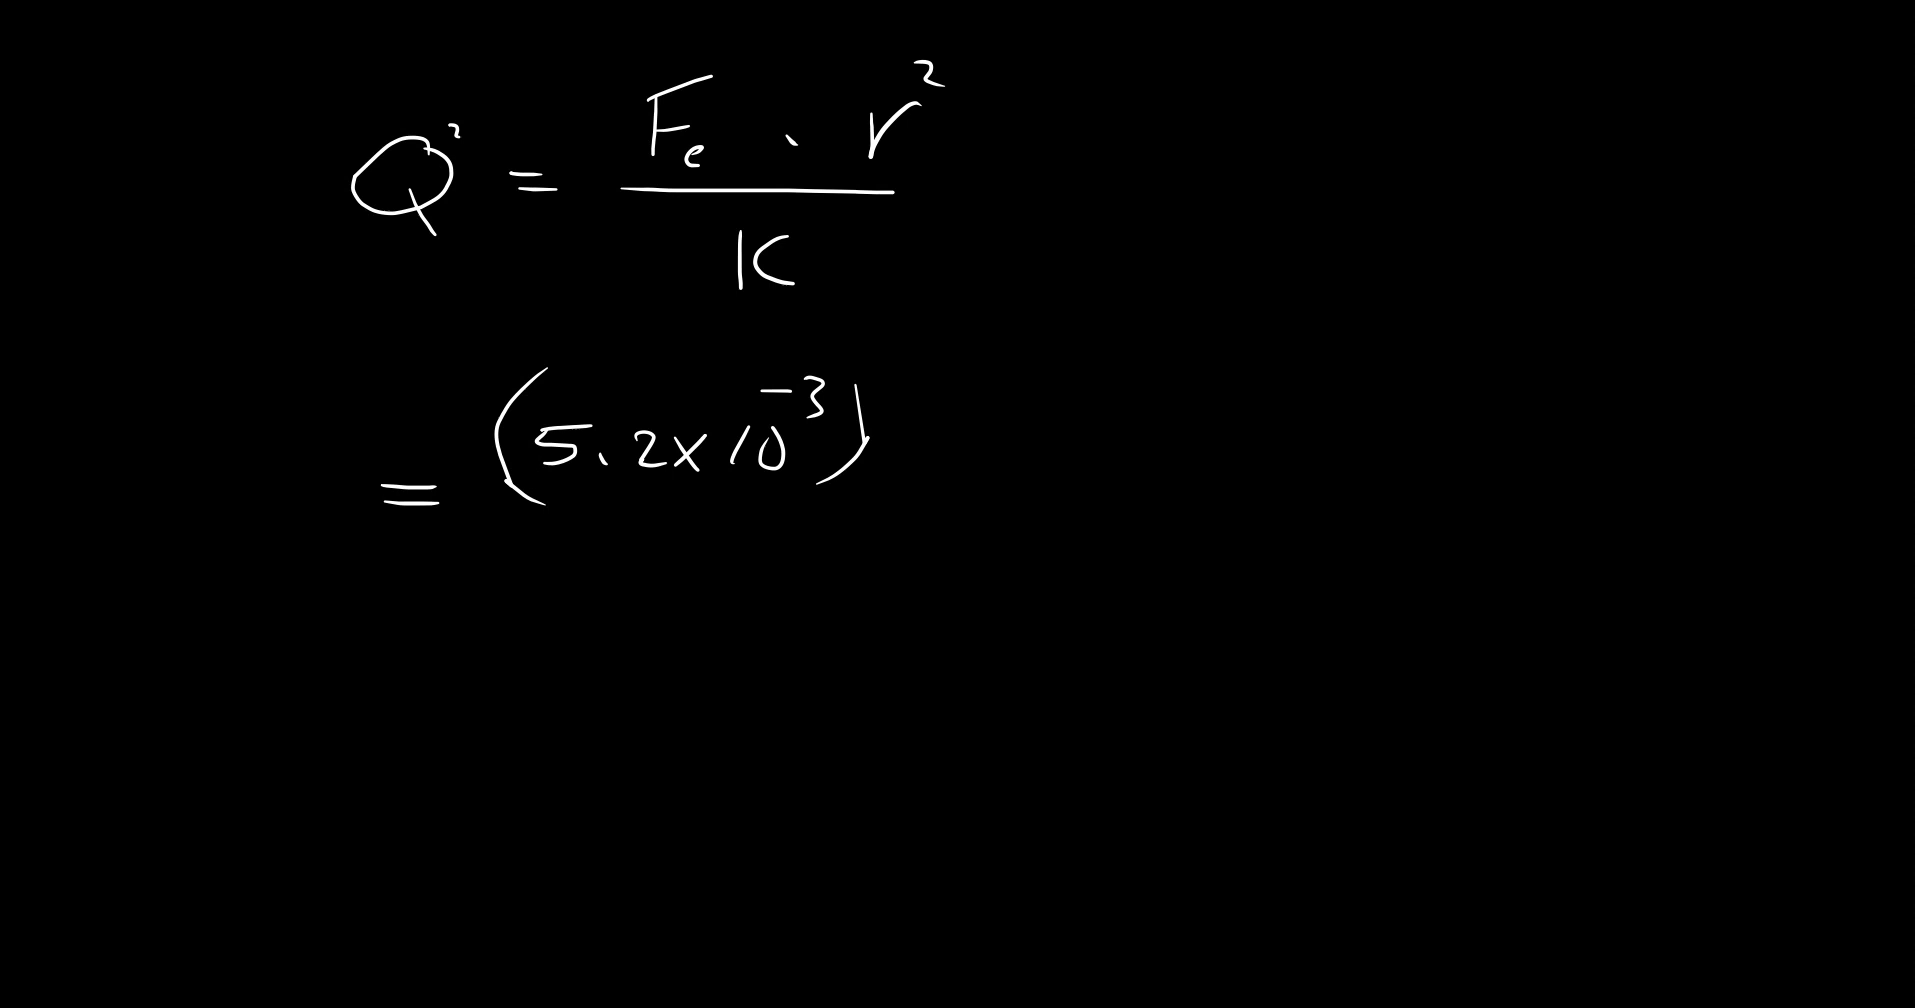 Q² = Fₑ · r² / K
= (5.2x10⁻³)